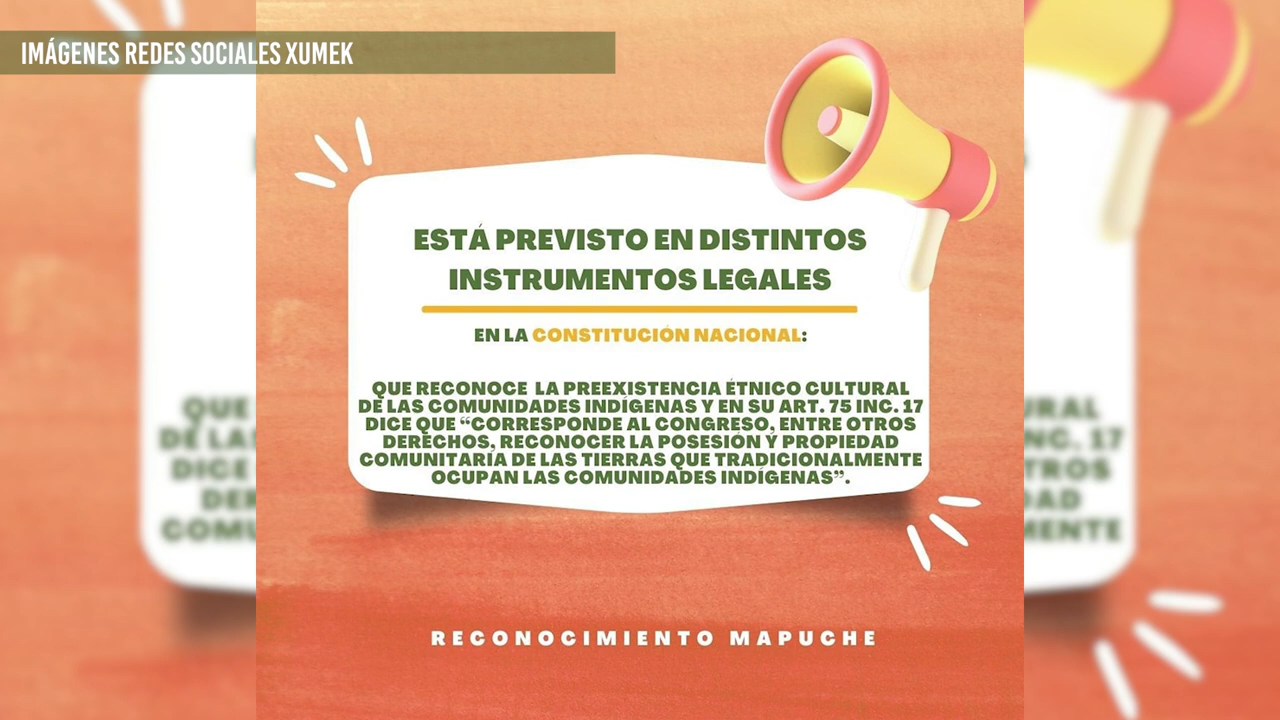 IMÁGENES REDES SOCIALES XUMEK
ESTÁ PREVISTO EN DISTINTOS
INSTRUMENTOS LEGALES
EN LA CONSTITUCIÓN NACIONAL:
QUE RECONOCE LA PREEXISTENCIA ÉTNICO CULTURAL
DE LAS COMUNIDADES INDÍGENAS Y EN SU ART. 75 INC. 17
DICE QUE “CORRESPONDE AL CONGRESO, ENTRE OTROS
DERECHOS, RECONOCER LA POSESIÓN Y PROPIEDAD
COMUNITARIA DE LAS TIERRAS QUE TRADICIONALMENTE
OCUPAN LAS COMUNIDADES INDÍGENAS”.
RECONOCIMIENTO MAPUCHE